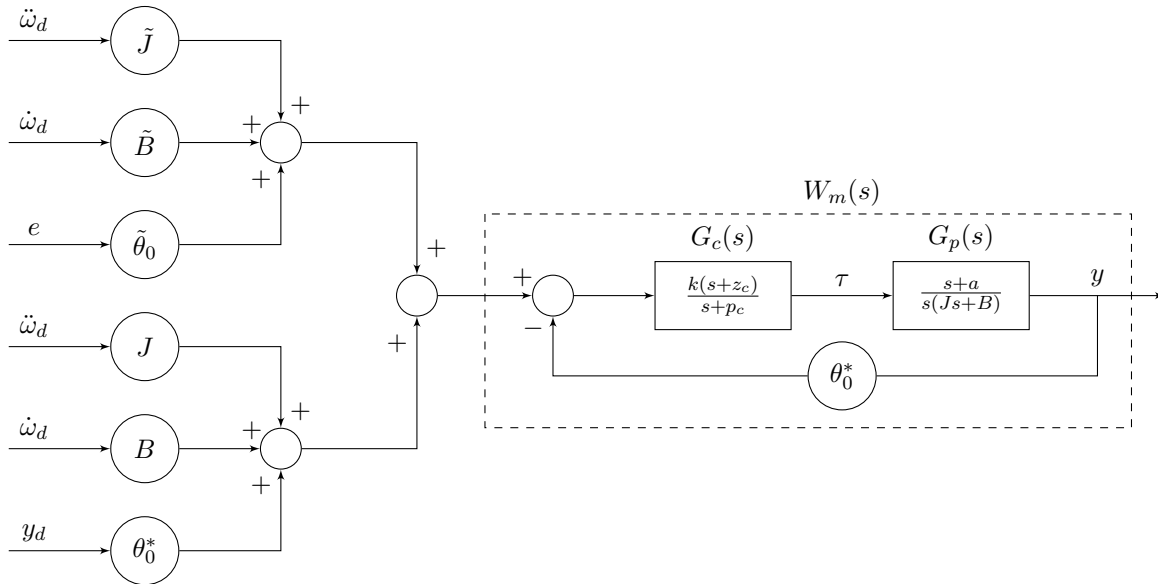 ω̈_d
J̃
+
ω̇_d
B̃
+
+
e
θ̃_0
+
W_m(s)
G_c(s)
G_p(s)
+
k(s+z_c)
s+p_c
τ
s+a
s(Js+B)
y
−
θ_0^*
ω̈_d
J
+
+
ω̇_d
B
+
+
y_d
θ_0^*
+